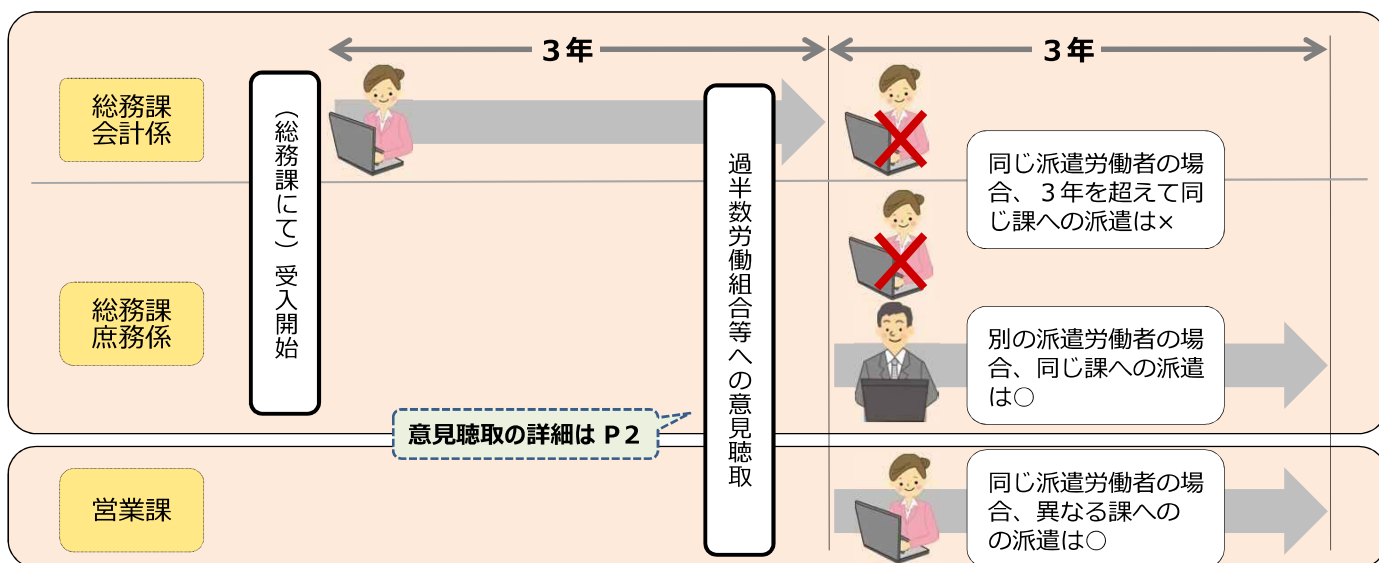 3年
3年
総務課
会計係
(総務課にて)受入開始
過半数労働組合等への意見聴取
同じ派遣労働者の場
合、3年を超えて同
じ課への派遣は×
総務課
庶務係
別の派遣労働者の場
合、同じ課への派遣
は○
意見聴取の詳細は P2
営業課
同じ派遣労働者の場
合、異なる課への
の派遣は○